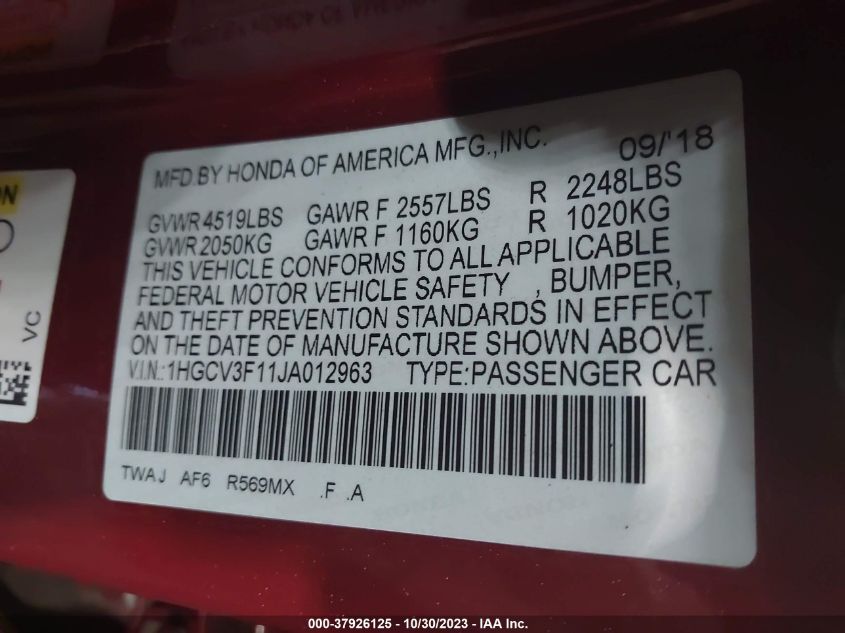 MFD.BY HONDA OF AMERICA MFG.,INC. 09/'18
GVWR 4519LBS GAWR F 2557LBS R 2248LBS
GVWR 2050KG GAWR F 1160KG R 1020KG
THIS VEHICLE CONFORMS TO ALL APPLICABLE
FEDERAL MOTOR VEHICLE SAFETY , BUMPER,
AND THEFT PREVENTION STANDARDS IN EFFECT
ON THE DATE OF MANUFACTURE SHOWN ABOVE.
V.I.N.:1HGCV3F11JA012963 TYPE:PASSENGER CAR
TWAJ AF6 R569MX .F .A
VC
000-37926125 - 10/30/2023 - IAA Inc.